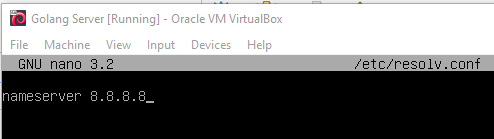 Golang Server [Running] - Oracle VM VirtualBox
File Machine View Input Devices Help
GNU nano 3.2 /etc/resolv.conf
nameserver 8.8.8.8_